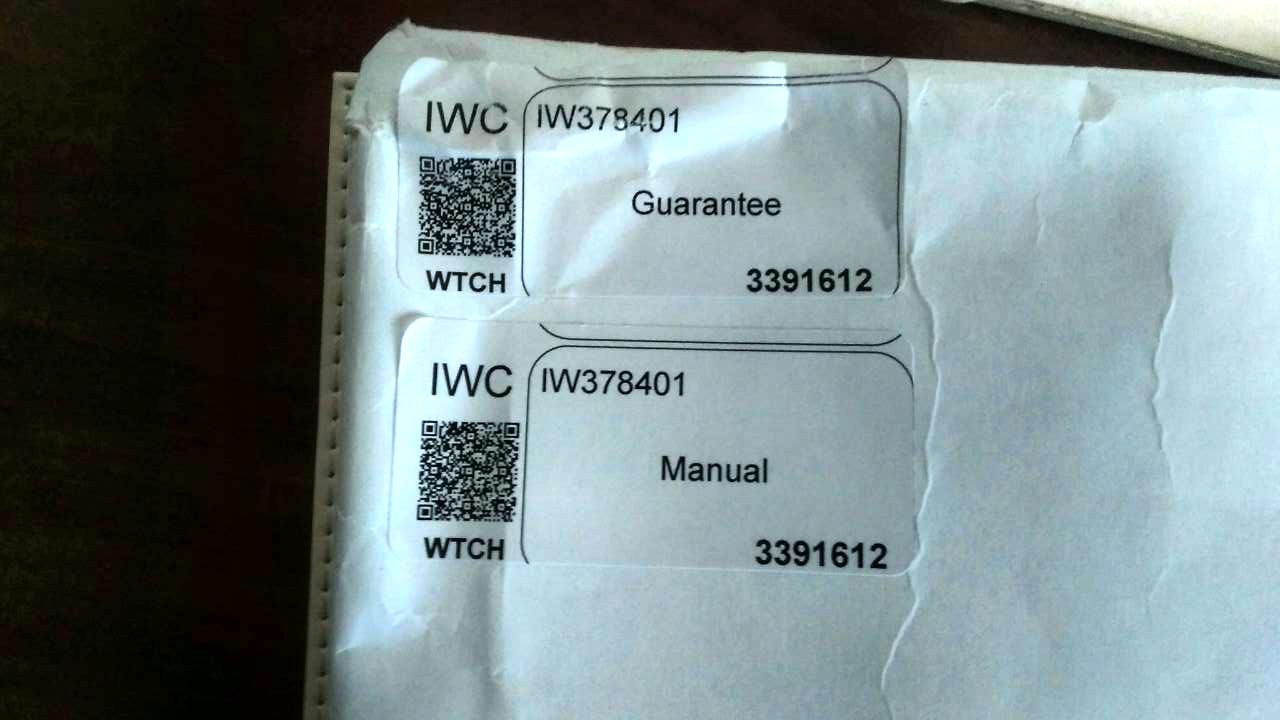 IWC IW378401
Guarantee
WTCH 3391612
IWC IW378401
Manual
WTCH 3391612